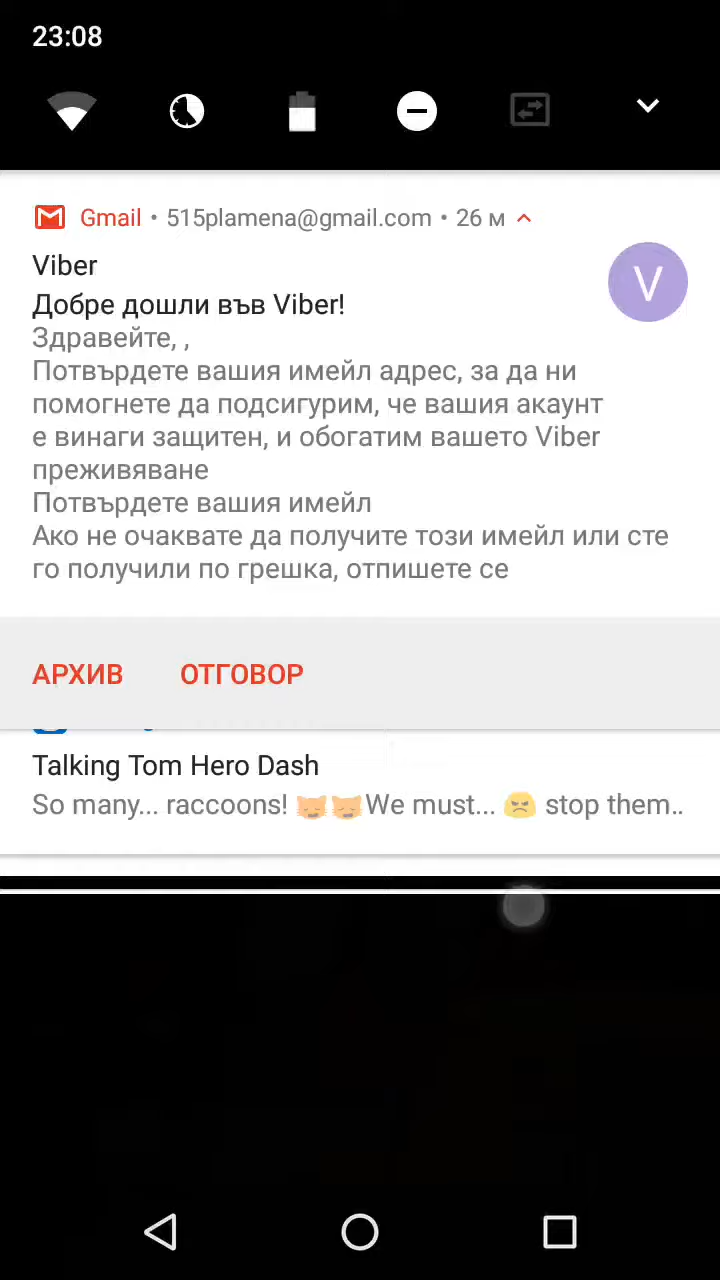 23:08
Gmail • 515plamena@gmail.com • 26 м
Viber
V
Добре дошли във Viber!
Здравейте, ,
Потвърдете вашия имейл адрес, за да ни
помогнете да подсигурим, че вашия акаунт
е винаги защитен, и обогатим вашето Viber
преживяване
Потвърдете вашия имейл
Ако не очаквате да получите този имейл или сте
го получили по грешка, отпишете се
АРХИВ ОТГОВОР
Talking Tom Hero Dash
So many... raccoons! 😼😼We must... 😠 stop them..